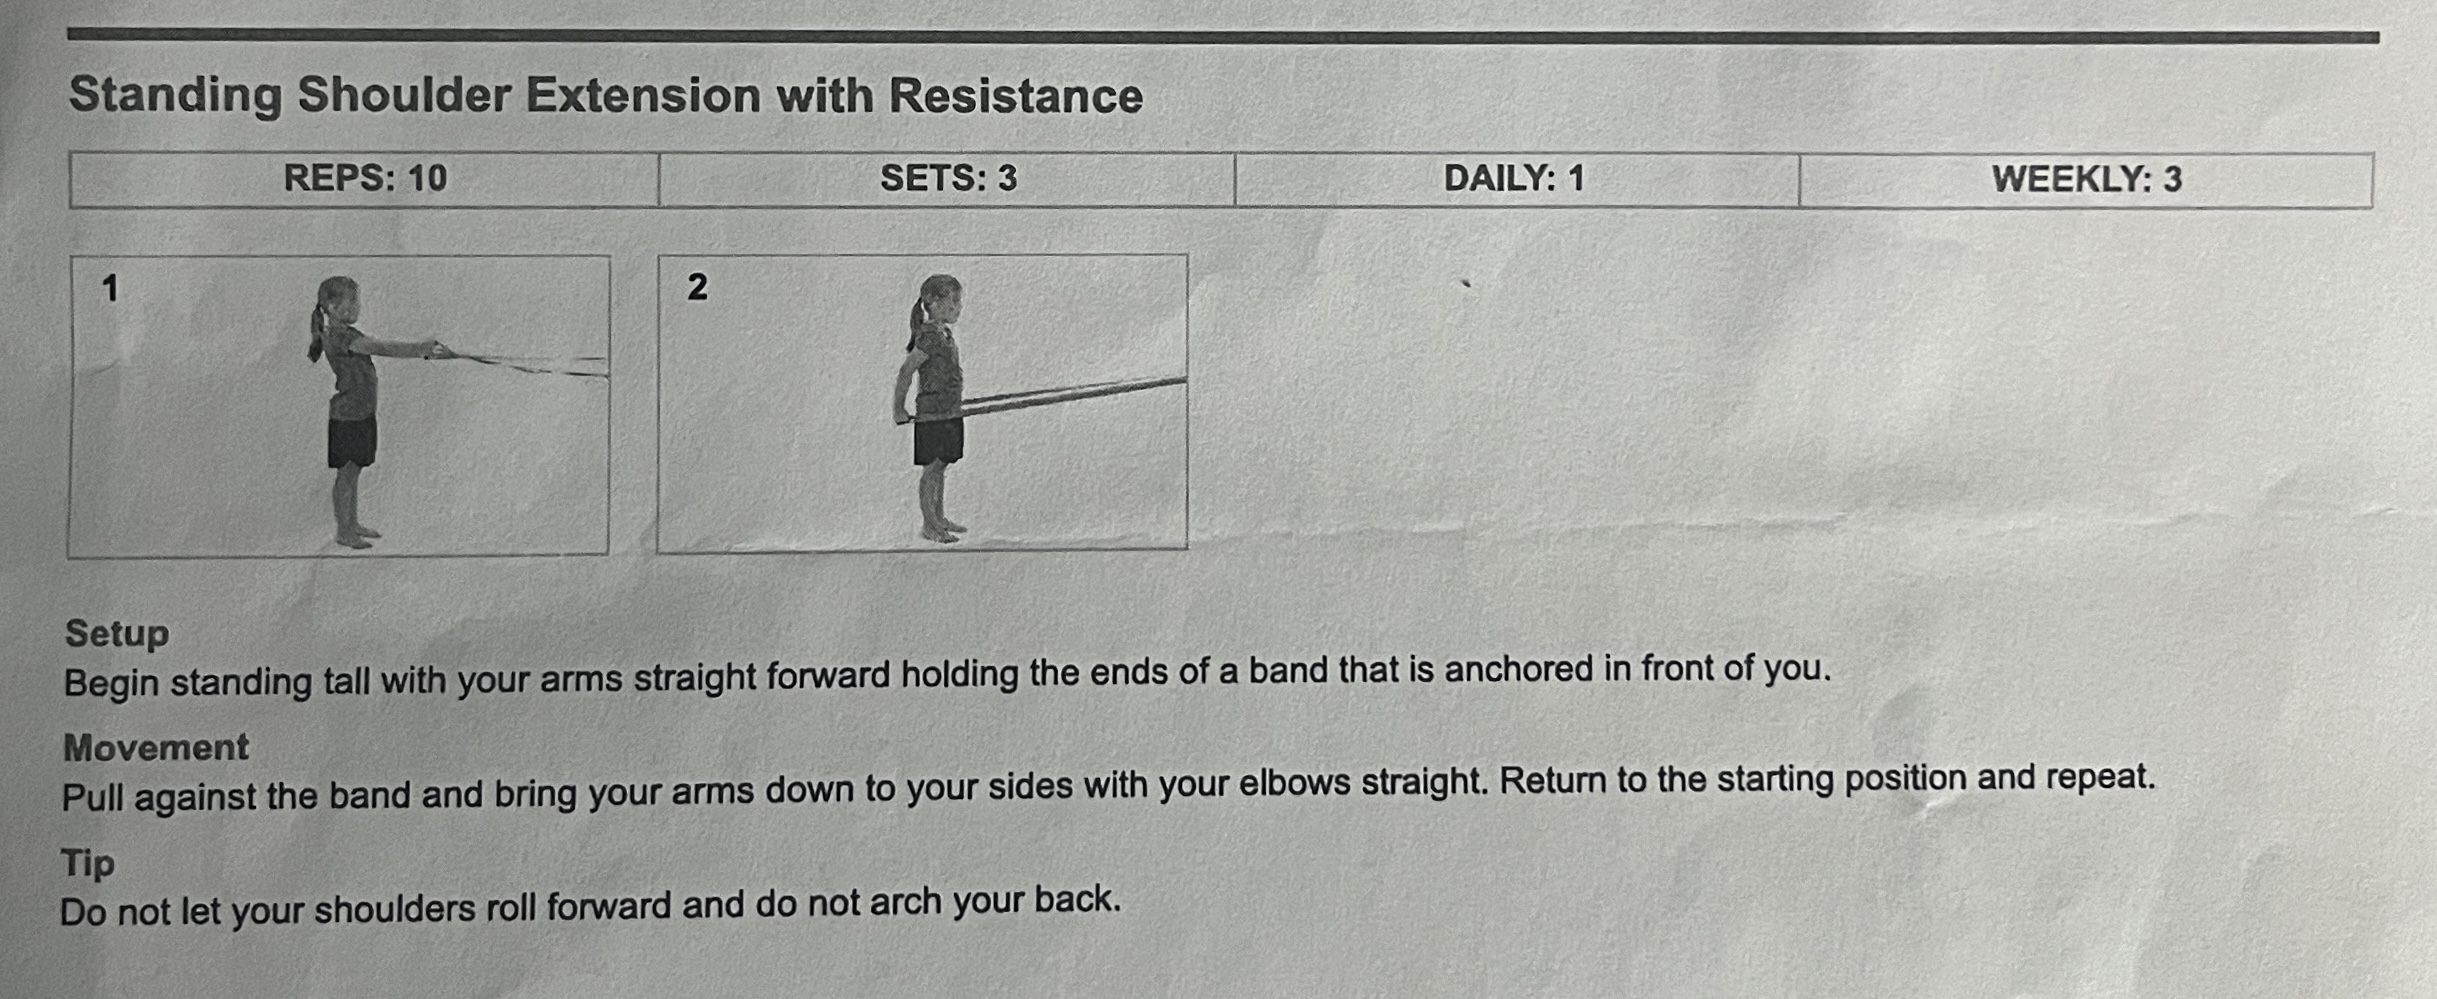 Standing Shoulder Extension with Resistance
REPS: 10 SETS: 3 DAILY: 1 WEEKLY: 3
1 2
Setup
Begin standing tall with your arms straight forward holding the ends of a band that is anchored in front of you.
Movement
Pull against the band and bring your arms down to your sides with your elbows straight. Return to the starting position and repeat.
Tip
Do not let your shoulders roll forward and do not arch your back.